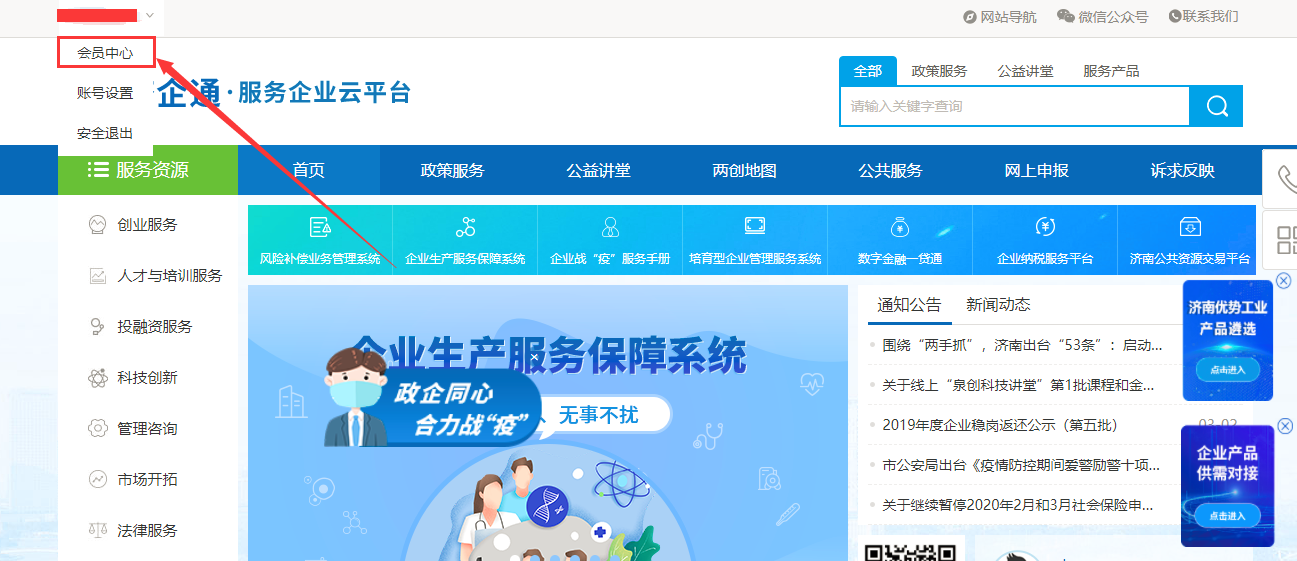 网站导航
微信公众号
联系我们
会员中心
账号设置
安全退出
企通·服务企业云平台
全部
政策服务
公益讲堂
服务产品
请输入关键字查询
服务资源
首页
政策服务
公益讲堂
两创地图
公共服务
网上申报
诉求反映
创业服务
人才与培训服务
投融资服务
科技创新
管理咨询
市场开拓
法律服务
风险补偿业务管理系统
企业生产服务保障系统
企业战“疫”服务手册
培育型企业管理服务系统
数字金融一贷通
企业纳税服务平台
济南公共资源交易平台
企业生产服务保障系统
政企同心
合力战“疫”
无事不扰
通知公告
新闻动态
围绕“两手抓”，济南出台“53条”：启动...
关于线上“泉创科技讲堂”第1批课程和金...
2019年度企业稳岗返还公示（第五批）
03-02
市公安局出台《疫情防控期间爱警励警十项...
关于继续暂停2020年2月和3月社会保险申...
济南优势工业
产品遴选
点击进入
企业产品
供需对接
点击进入